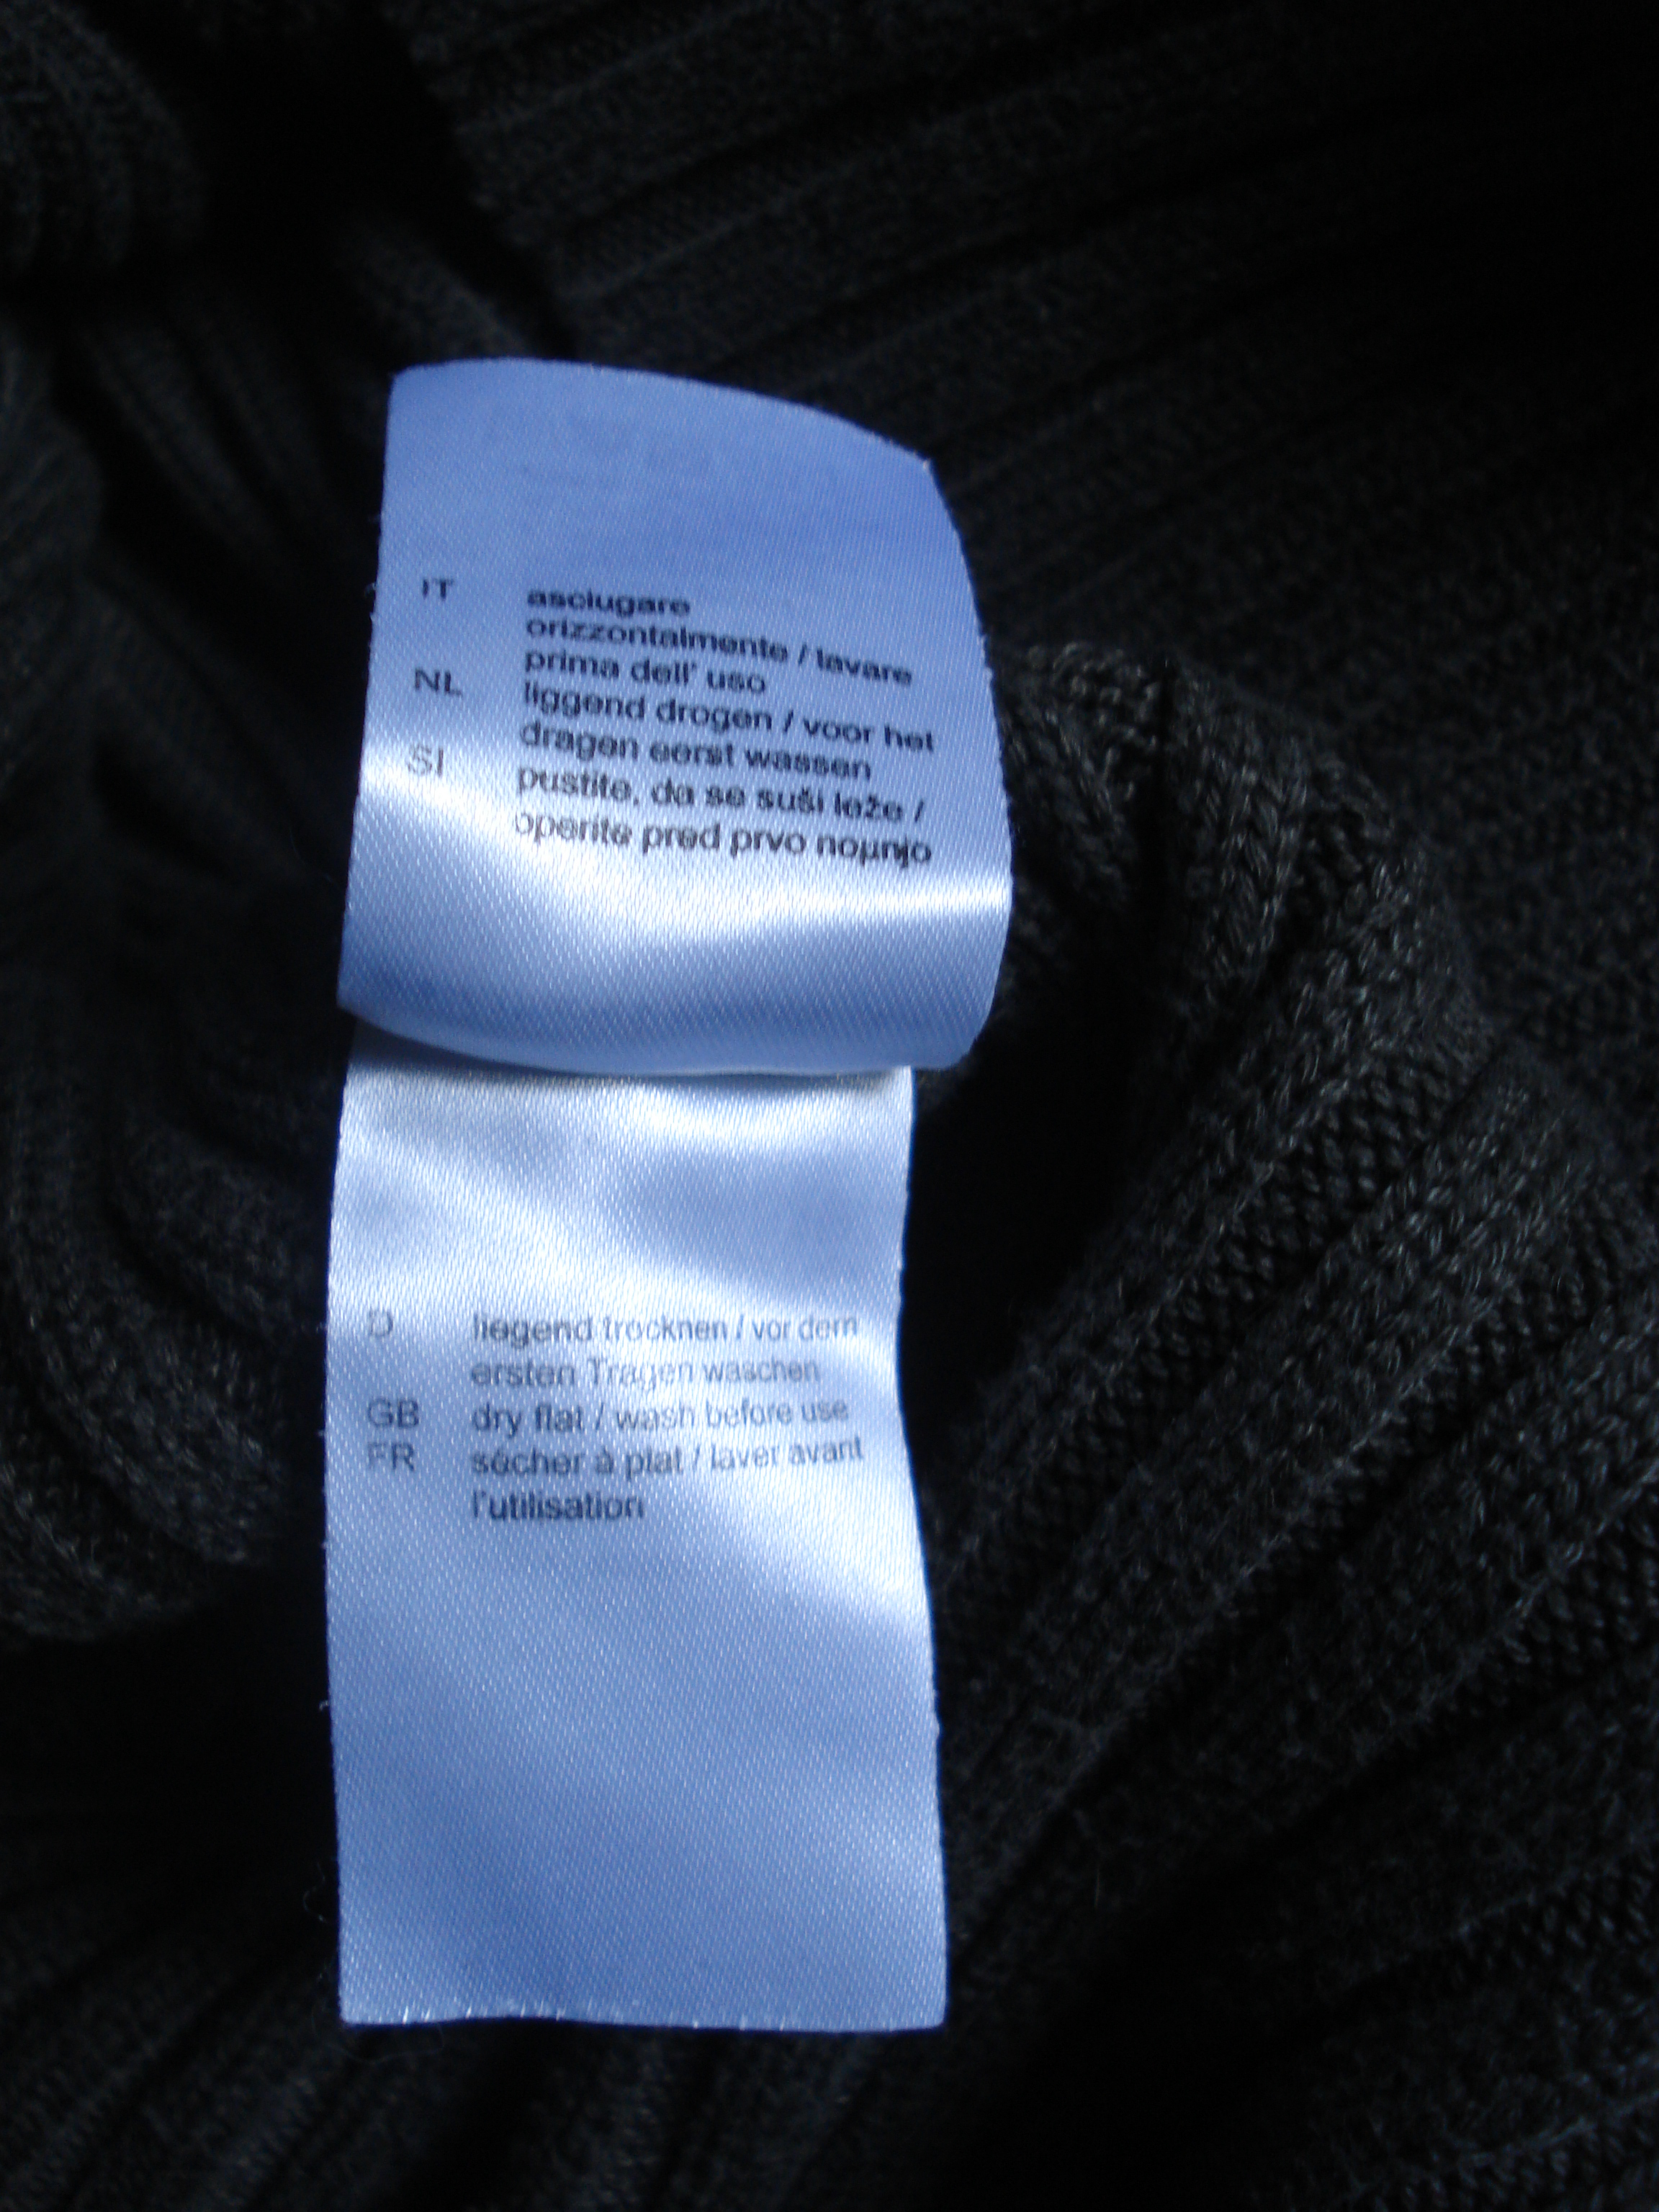 IT asciugare
orizzontalmente / lavare
prima dell' uso
NL liggend drogen / voor het
dragen eerst wassen
SI pustite, da se suši leže /
operite pred prvo
D liegend trocknen / vor dem
ersten Tragen waschen
GB dry flat / wash before use
FR sécher à plat / laver avant
l'utilisation